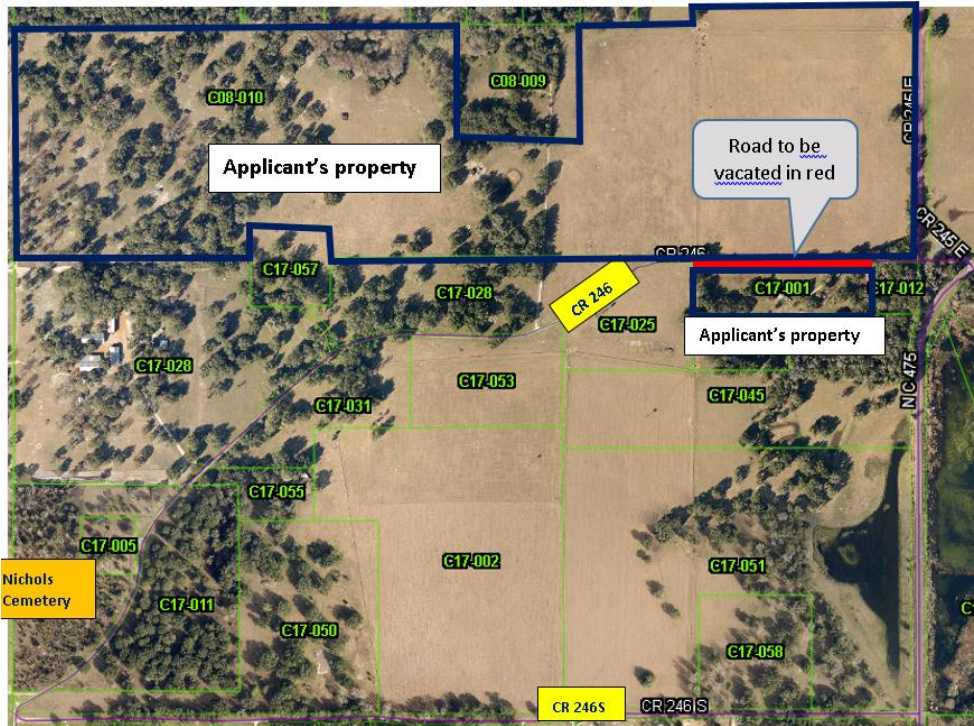 C08-010
C08-009
CR 245 E
Applicant's property
Road to be
vacated in red
CR 245 E
CR 246
C17-057
C17-028
C17-001
C17-012
CR 246
C17-025
Applicant's property
N C 475
C17-028
C17-053
C17-031
C17-045
C17-055
C17-005
C17-002
C17-051
Nichols
Cemetery
C17-011
C17-050
C17-058
CR 246S
CR 246 S